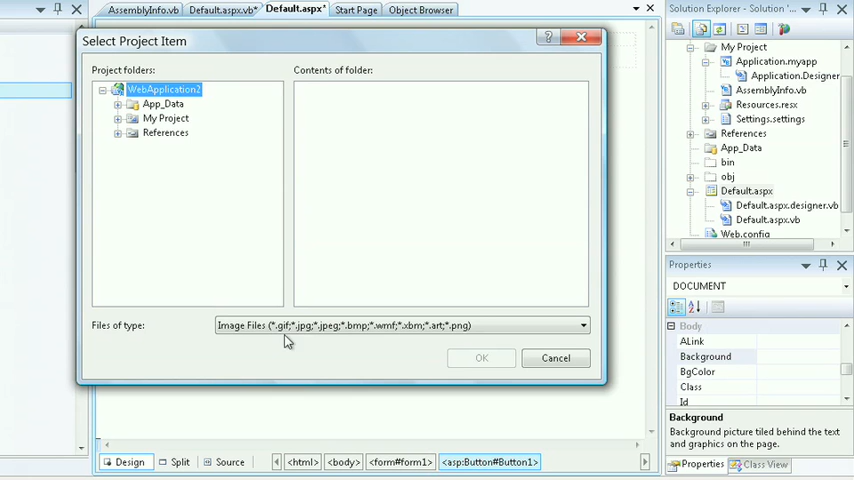 AssemblyInfo.vb
Default.aspx.vb*
Default.aspx*
Start Page
Object Browser
Solution Explorer - Solution '...
Select Project Item
Project folders:
Contents of folder:
WebApplication2
App_Data
My Project
References
Files of type:
Image Files (*.gif;*.jpg;*.jpeg;*.bmp;*.wmf;*.xbm;*.art;*.png)
OK
Cancel
My Project
Application.myapp
Application.Designer
AssemblyInfo.vb
Resources.resx
Settings.settings
References
App_Data
bin
obj
Default.aspx
Default.aspx.designer.vb
Default.aspx.vb
Web.config
Properties
DOCUMENT
Body
ALink
Background
BgColor
Class
Id
Background
Background picture tiled behind the text
and graphics on the page.
Design
Split
Source
<html>
<body>
<form#form1>
<asp:Button#Button1>
Properties
Class View